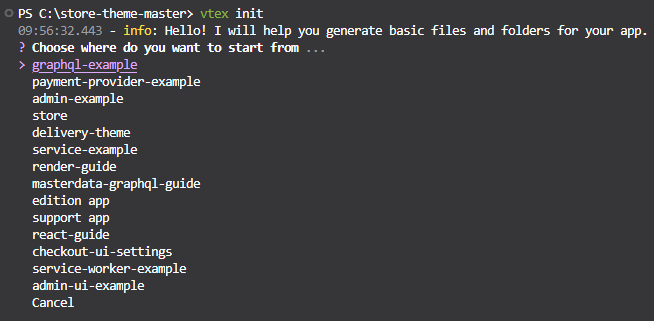 PS C:\store-theme-master> vtex init
09:56:32.443 - info: Hello! I will help you generate basic files and folders for your app.
? Choose where do you want to start from ...
> graphql-example
payment-provider-example
admin-example
store
delivery-theme
service-example
render-guide
masterdata-graphql-guide
edition app
support app
react-guide
checkout-ui-settings
service-worker-example
admin-ui-example
Cancel